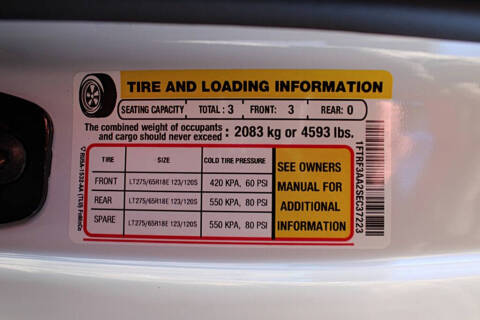 TIRE AND LOADING INFORMATION
SEATING CAPACITY TOTAL : 3 FRONT: 3 REAR: 0
The combined weight of occupants
and cargo should never exceed : 2083 kg or 4593 lbs.
TIRE SIZE COLD TIRE PRESSURE
FRONT LT275/65R18E 123/120S 420 KPA, 60 PSI
REAR LT275/65R18E 123/120S 550 KPA, 80 PSI
SPARE LT275/65R18E 123/120S 550 KPA, 80 PSI
SEE OWNERS
MANUAL FOR
ADDITIONAL
INFORMATION
1FTRF3AA2SEC37223